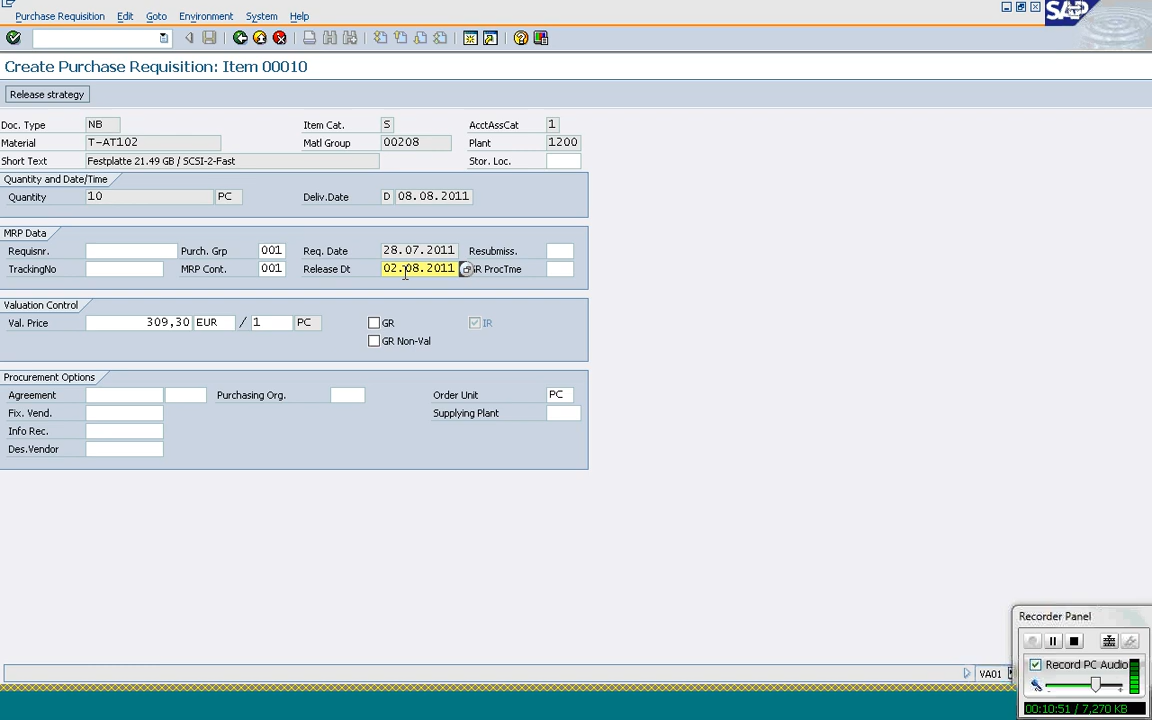 Purchase Requisition Edit Goto Environment System Help
SAP
Create Purchase Requisition: Item 00010
Release strategy
Doc. Type NB Item Cat. S AcctAssCat 1
Material T-AT102 Matl Group 00208 Plant 1200
Short Text Festplatte 21.49 GB / SCSI-2-Fast Stor. Loc.
Quantity and Date/Time
Quantity 10 PC Deliv.Date D 08.08.2011
MRP Data
Requisnr. Purch. Grp 001 Req. Date 28.07.2011 Resubmiss.
TrackingNo MRP Cont. 001 Release Dt 02.08.2011 GR ProcTme
Valuation Control
Val. Price 309,30 EUR / 1 PC GR IR
GR Non-Val
Procurement Options
Agreement Purchasing Org. Order Unit PC
Fix. Vend. Supplying Plant
Info Rec.
Des.Vendor
Recorder Panel
Record PC Audio
VA01
00:10:51 / 7,270 KB